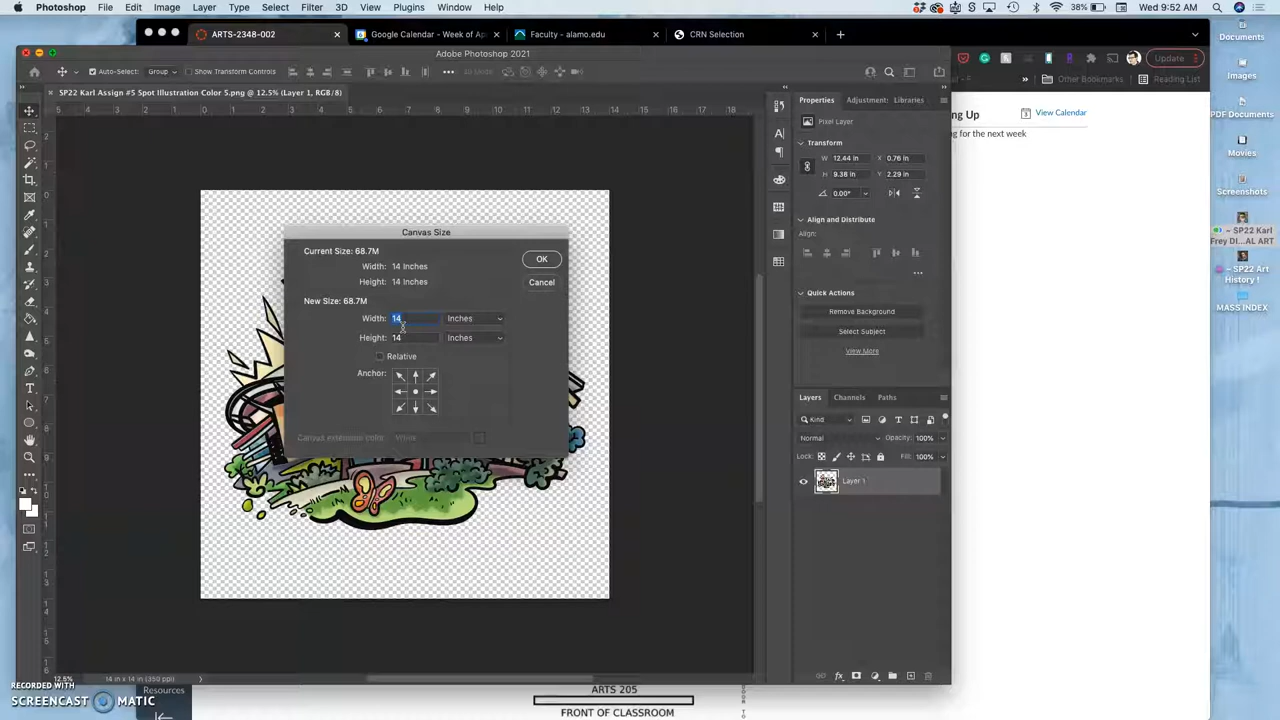 Photoshop File Edit Image Layer Type Select Filter 3D View Plugins Window Help
38% Wed 9:52 AM
ARTS-2348-002 × Google Calendar - Week of Ap × Faculty - alamo.edu × CRN Selection × +
Adobe Photoshop 2021
Update
Auto-Select: Group Show Transform Controls
3D Mode
Other Bookmarks Reading List
SP22 Karl Assign #5 Spot Illustration Color 5.png @ 12.5% (Layer 1, RGB/8)
Properties Adjustment: Libraries
Pixel Layer
Transform
W 12.44 in X 0.76 in
H 9.38 in Y 2.29 in
0.00°
Align and Distribute
Align:
Quick Actions
Remove Background
Select Subject
View More
Layers Channels Paths
Kind
Normal Opacity: 100%
Lock: Fill: 100%
Layer 1
Canvas Size
Current Size: 68.7M
Width: 14 Inches
Height: 14 Inches
New Size: 68.7M
Width: 14 Inches
Height: 14 Inches
Relative
Anchor:
Canvas extension color: White
OK
Cancel
12.5% 14 in x 14 in (350 ppi)
ng Up View Calendar
ng for the next week
Documents
Images
PDF Documents
Movies
Screenshots
– SP22 Karl
Frey DI...AL ART
– SP22 Art
History !
MASS INDEX
RECORDED WITH
SCREENCAST MATIC
Resources
ARTS 205
FRONT OF CLASSROOM